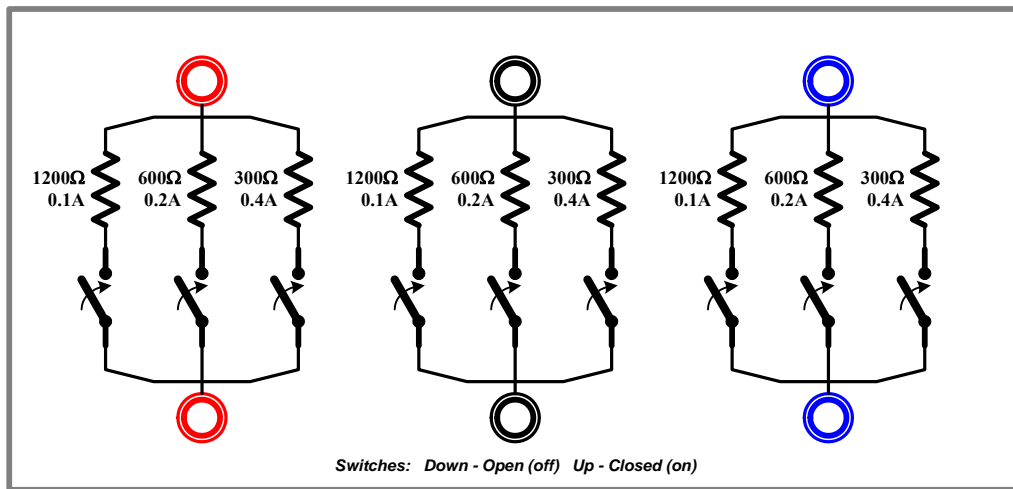 1200Ω 600Ω 300Ω 1200Ω 600Ω 300Ω 1200Ω 600Ω 300Ω
0.1A 0.2A 0.4A 0.1A 0.2A 0.4A 0.1A 0.2A 0.4A
Switches: Down - Open (off) Up - Closed (on)